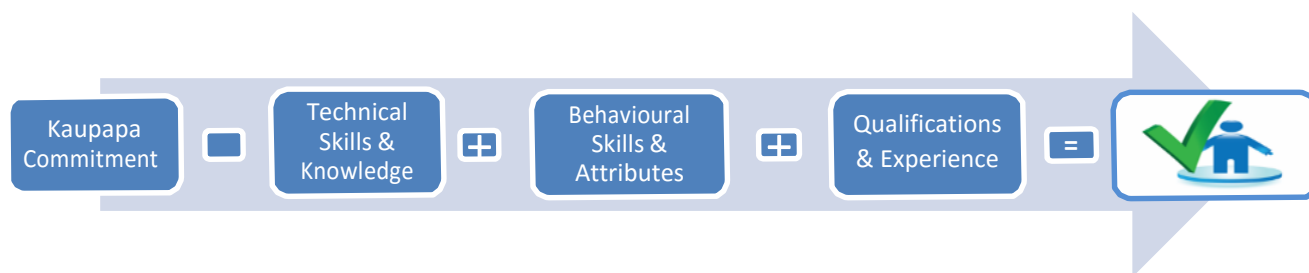 Kaupapa
Commitment
Technical
Skills &
Knowledge
+
Behavioural
Skills &
Attributes
+
Qualifications
& Experience
=